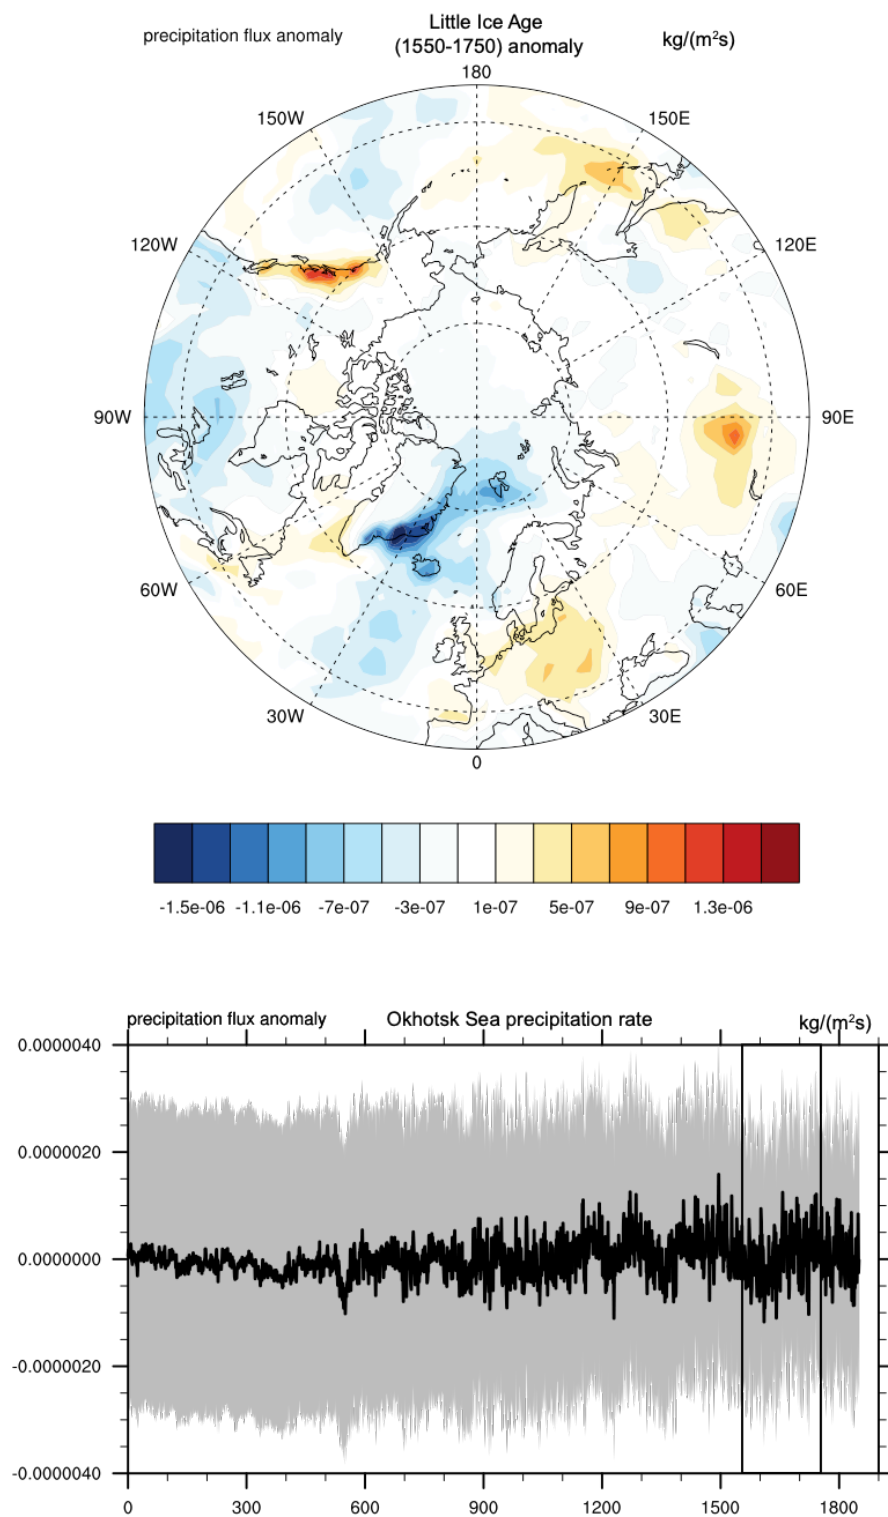 Little Ice Age
precipitation flux anomaly (1550-1750) anomaly kg/(m²s)
180
150W 150E
120W 120E
90W 90E
60W 60E
30W 30E
0
-1.5e-06 -1.1e-06 -7e-07 -3e-07 1e-07 5e-07 9e-07 1.3e-06
precipitation flux anomaly Okhotsk Sea precipitation rate kg/(m²s)
0.0000040
0.0000020
0.0000000
-0.0000020
-0.0000040
0 300 600 900 1200 1500 1800